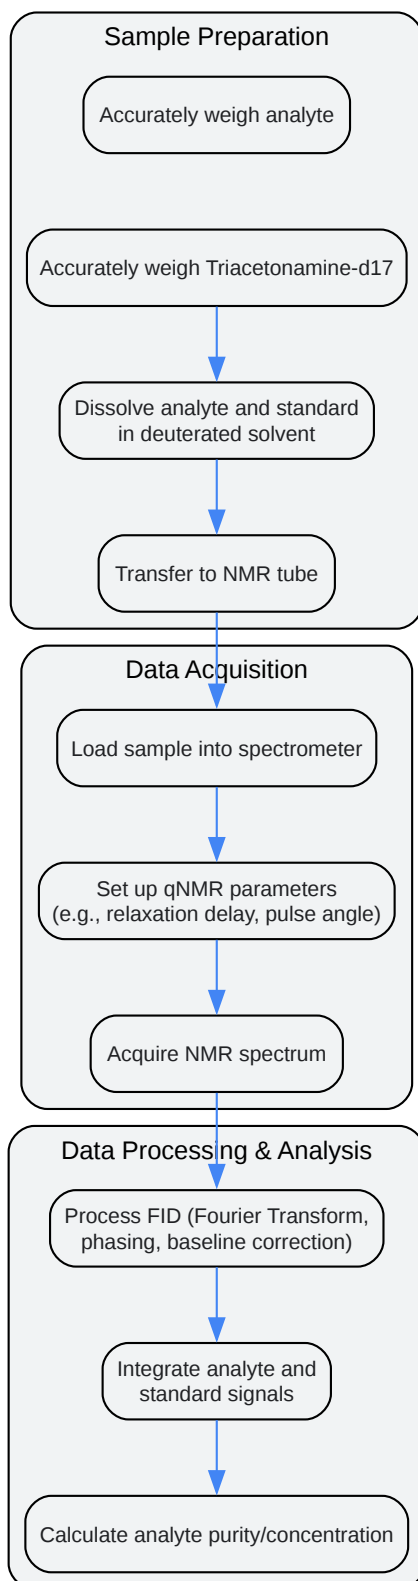 Sample Preparation
Accurately weigh analyte
Accurately weigh Triacetonamine-d17
Dissolve analyte and standard
in deuterated solvent
Transfer to NMR tube
Data Acquisition
Load sample into spectrometer
Set up qNMR parameters
(e.g., relaxation delay, pulse angle)
Acquire NMR spectrum
Data Processing & Analysis
Process FID (Fourier Transform,
phasing, baseline correction)
Integrate analyte and
standard signals
Calculate analyte purity/concentration